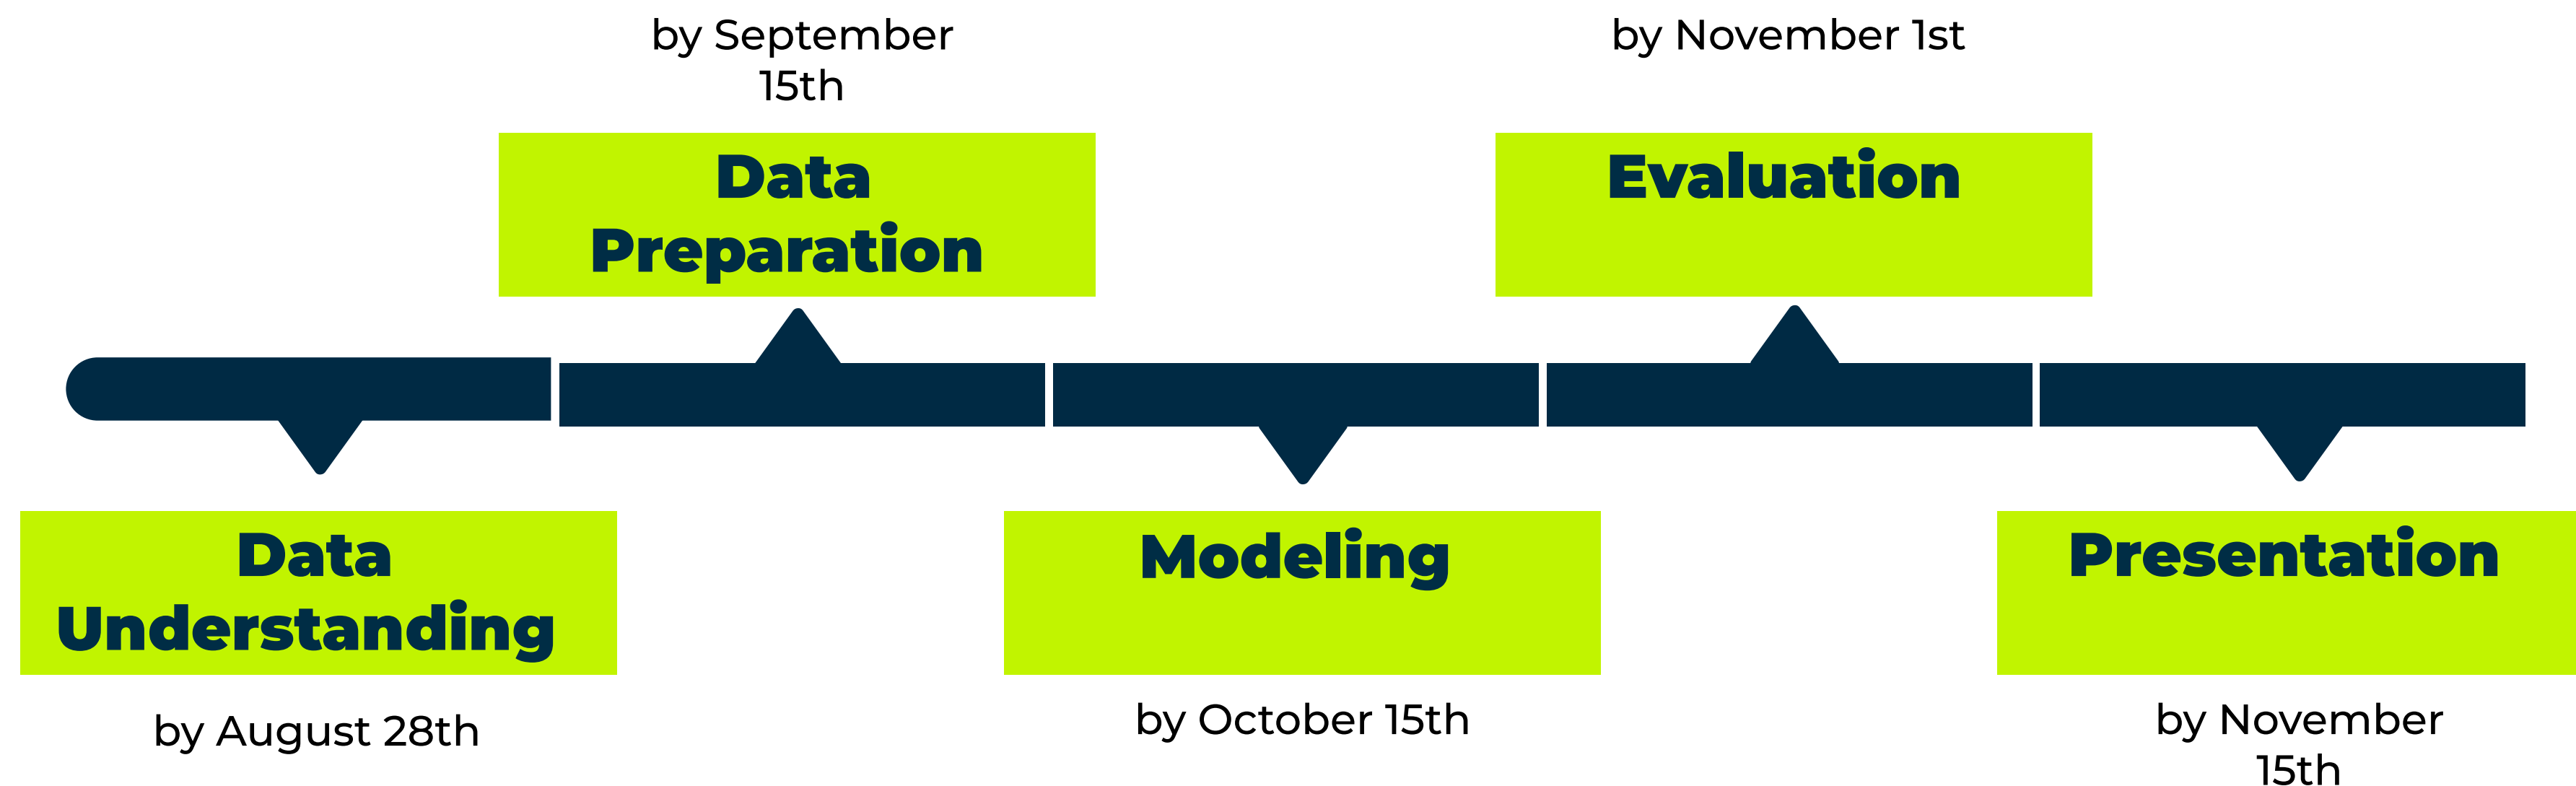 by September
15th
Data
Preparation
by November 1st
Evaluation
Data
Understanding
by August 28th
Modeling
by October 15th
Presentation
by November
15th